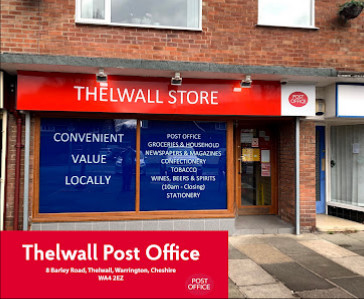 THELWALL STORE
POST
OFFICE
CONVENIENT
VALUE
LOCALLY
POST OFFICE
GROCERIES & HOUSEHOLD
NEWSPAPERS & MAGAZINES
CONFECTIONERY
TOBACCO
WINES, BEERS & SPIRITS
(10am - Closing)
STATIONERY
Thelwall Post Office
8 Barley Road, Thelwall, Warrington, Cheshire
WA4 2EZ
POST
OFFICE